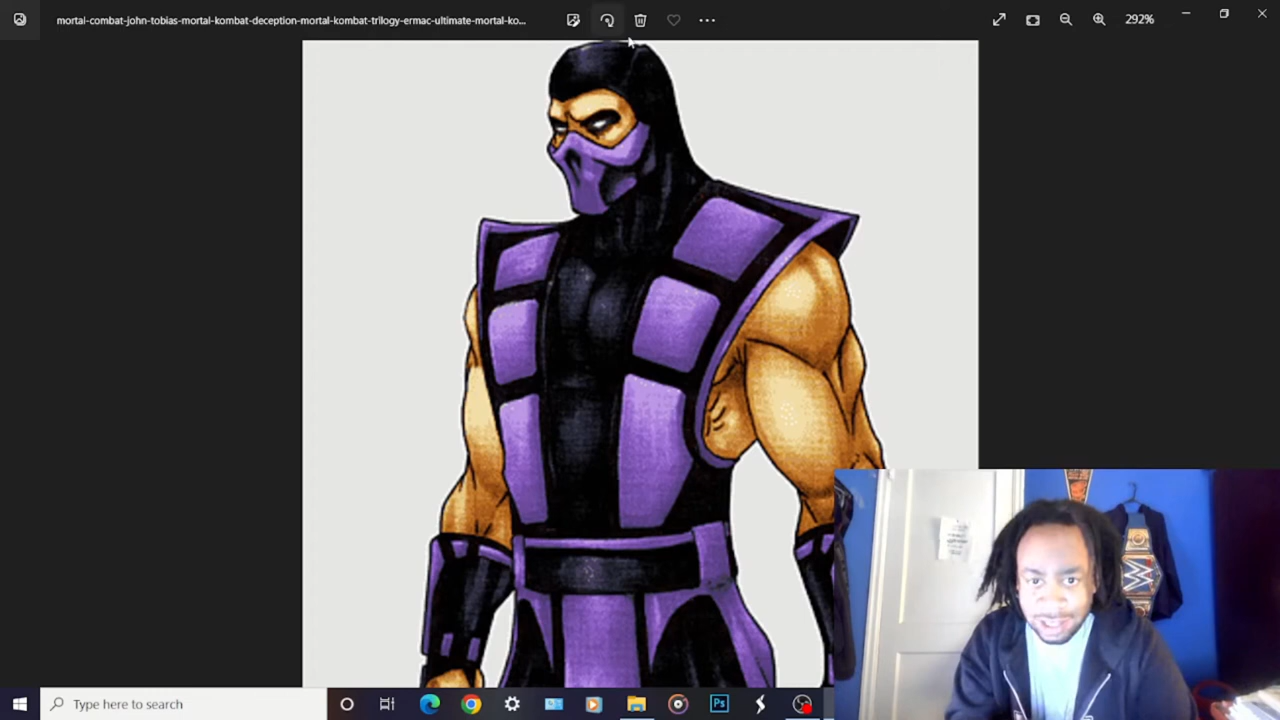 mortal-combat-john-tobias-mortal-kombat-deception-mortal-kombat-trilogy-ermac-ultimate-mortal-ko...
292%
Type here to search
Ps